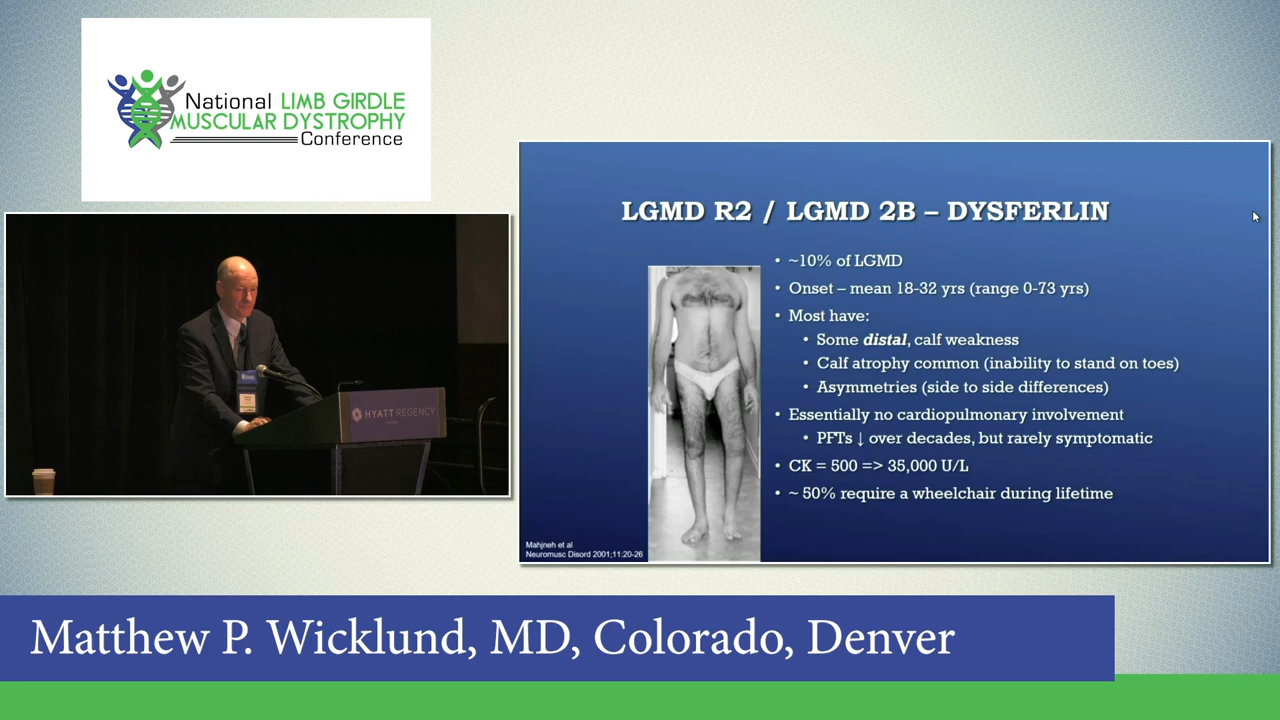 National LIMB GIRDLE
MUSCULAR DYSTROPHY
Conference
HYATT REGENCY
LGMD R2 / LGMD 2B – DYSFERLIN
• ~10% of LGMD
• Onset – mean 18-32 yrs (range 0-73 yrs)
• Most have:
• Some distal, calf weakness
• Calf atrophy common (inability to stand on toes)
• Asymmetries (side to side differences)
• Essentially no cardiopulmonary involvement
• PFTs ↓ over decades, but rarely symptomatic
• CK = 500 => 35,000 U/L
• ~ 50% require a wheelchair during lifetime
Mahjneh et al
Neuromusc Disord 2001;11:20-26
Matthew P. Wicklund, MD, Colorado, Denver